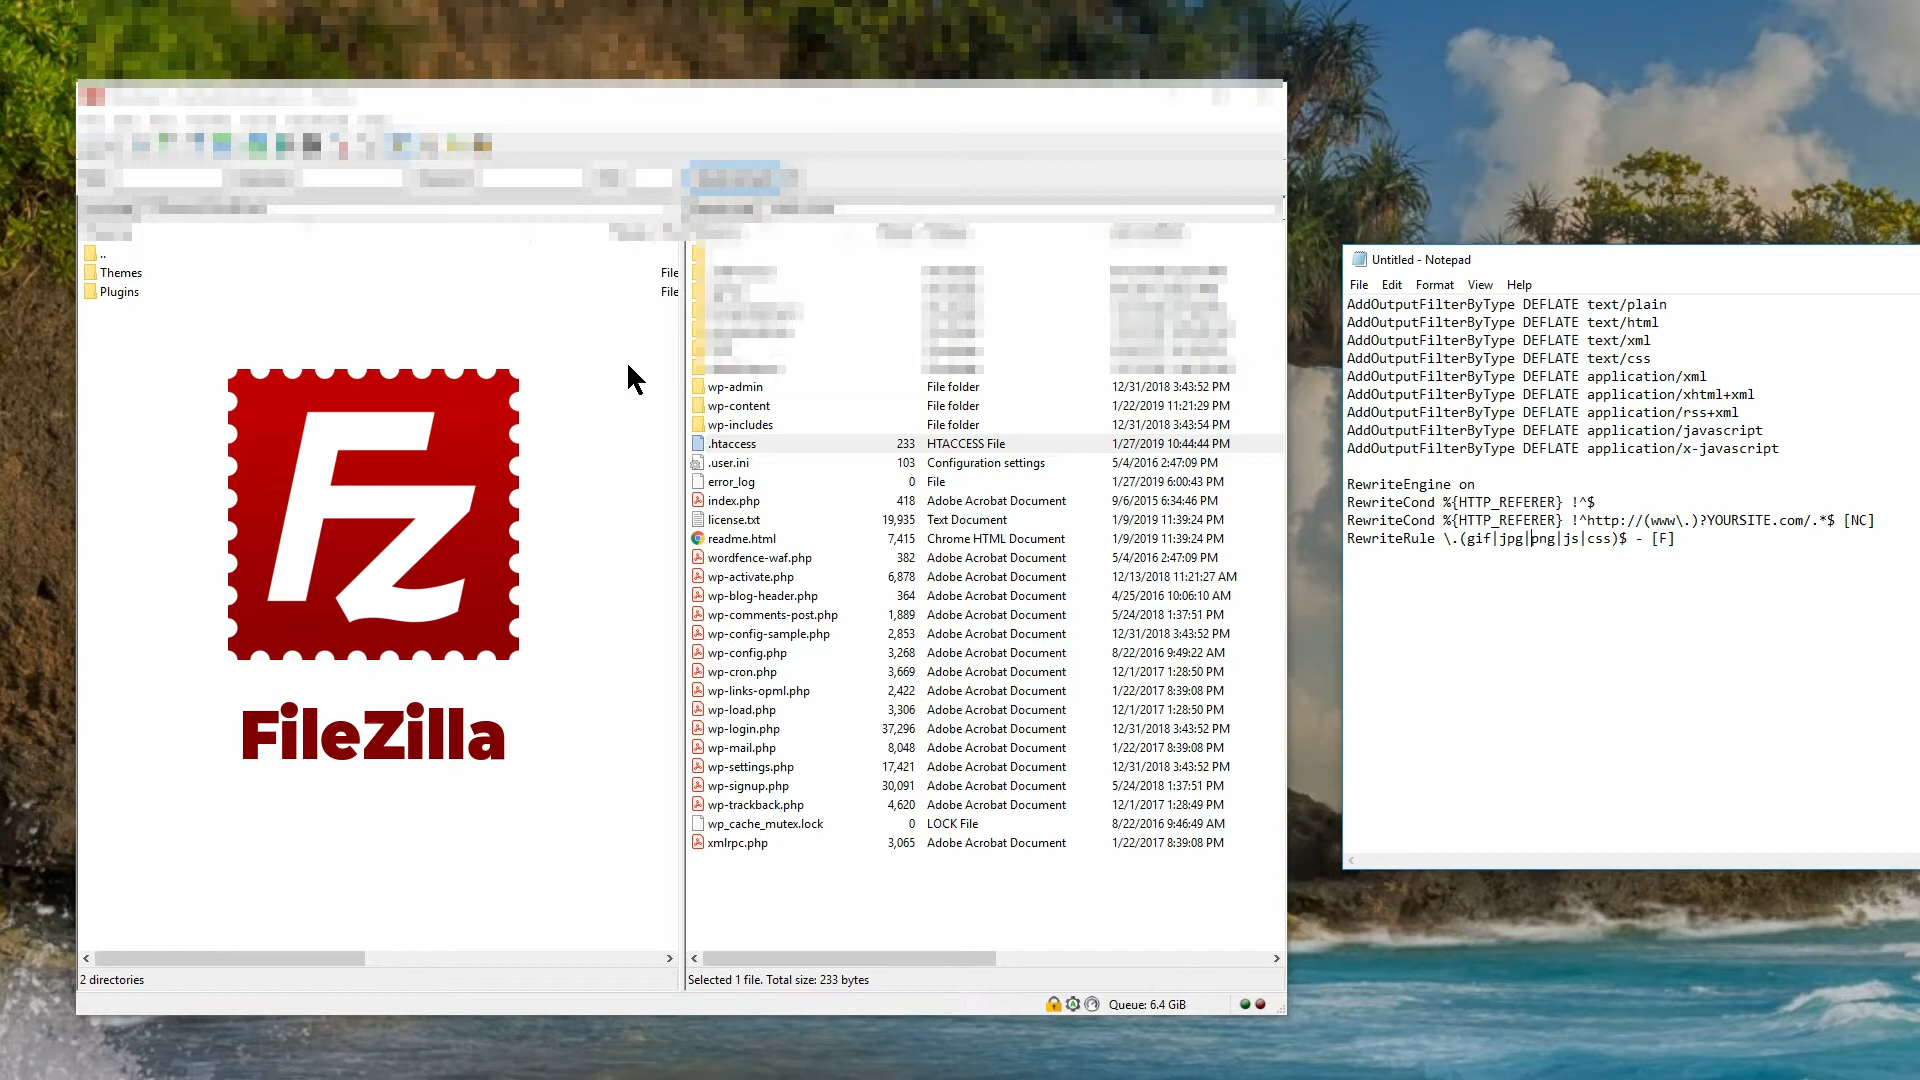 ..
Themes File
Plugins File
FileZilla
2 directories
wp-admin File folder 12/31/2018 3:43:52 PM
wp-content File folder 1/22/2019 11:21:29 PM
wp-includes File folder 12/31/2018 3:43:54 PM
.htaccess 233 HTACCESS File 1/27/2019 10:44:44 PM
.user.ini 103 Configuration settings 5/4/2016 2:47:09 PM
error_log 0 File 1/27/2019 6:00:43 PM
index.php 418 Adobe Acrobat Document 9/6/2015 6:34:46 PM
license.txt 19,935 Text Document 1/9/2019 11:39:24 PM
readme.html 7,415 Chrome HTML Document 1/9/2019 11:39:24 PM
wordfence-waf.php 382 Adobe Acrobat Document 5/4/2016 2:47:09 PM
wp-activate.php 6,878 Adobe Acrobat Document 12/13/2018 11:21:27 AM
wp-blog-header.php 364 Adobe Acrobat Document 4/25/2016 10:06:10 AM
wp-comments-post.php 1,889 Adobe Acrobat Document 5/24/2018 1:37:51 PM
wp-config-sample.php 2,853 Adobe Acrobat Document 12/31/2018 3:43:52 PM
wp-config.php 3,268 Adobe Acrobat Document 8/22/2016 9:49:22 AM
wp-cron.php 3,669 Adobe Acrobat Document 12/1/2017 1:28:50 PM
wp-links-opml.php 2,422 Adobe Acrobat Document 1/22/2017 8:39:08 PM
wp-load.php 3,306 Adobe Acrobat Document 12/1/2017 1:28:50 PM
wp-login.php 37,296 Adobe Acrobat Document 12/31/2018 3:43:52 PM
wp-mail.php 8,048 Adobe Acrobat Document 1/22/2017 8:39:08 PM
wp-settings.php 17,421 Adobe Acrobat Document 12/31/2018 3:43:52 PM
wp-signup.php 30,091 Adobe Acrobat Document 5/24/2018 1:37:51 PM
wp-trackback.php 4,620 Adobe Acrobat Document 12/1/2017 1:28:49 PM
wp_cache_mutex.lock 0 LOCK File 8/22/2016 9:46:49 AM
xmlrpc.php 3,065 Adobe Acrobat Document 1/22/2017 8:39:08 PM
Selected 1 file. Total size: 233 bytes
Queue: 6.4 GiB
Untitled - Notepad
File Edit Format View Help
AddOutputFilterByType DEFLATE text/plain
AddOutputFilterByType DEFLATE text/html
AddOutputFilterByType DEFLATE text/xml
AddOutputFilterByType DEFLATE text/css
AddOutputFilterByType DEFLATE application/xml
AddOutputFilterByType DEFLATE application/xhtml+xml
AddOutputFilterByType DEFLATE application/rss+xml
AddOutputFilterByType DEFLATE application/javascript
AddOutputFilterByType DEFLATE application/x-javascript
RewriteEngine on
RewriteCond %{HTTP_REFERER} !^$
RewriteCond %{HTTP_REFERER} !^http://(www\.)?YOURSITE.com/.*$ [NC]
RewriteRule \.(gif|jpg|png|js|css)$ - [F]